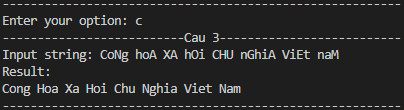 --------------------------------------------------
Enter your option: c
-----------------------Cau 3----------------------
Input string: CoNg hoA XA hOi CHU nGhiA ViEt naM
Result:
Cong Hoa Xa Hoi Chu Nghia Viet Nam
--------------------------------------------------